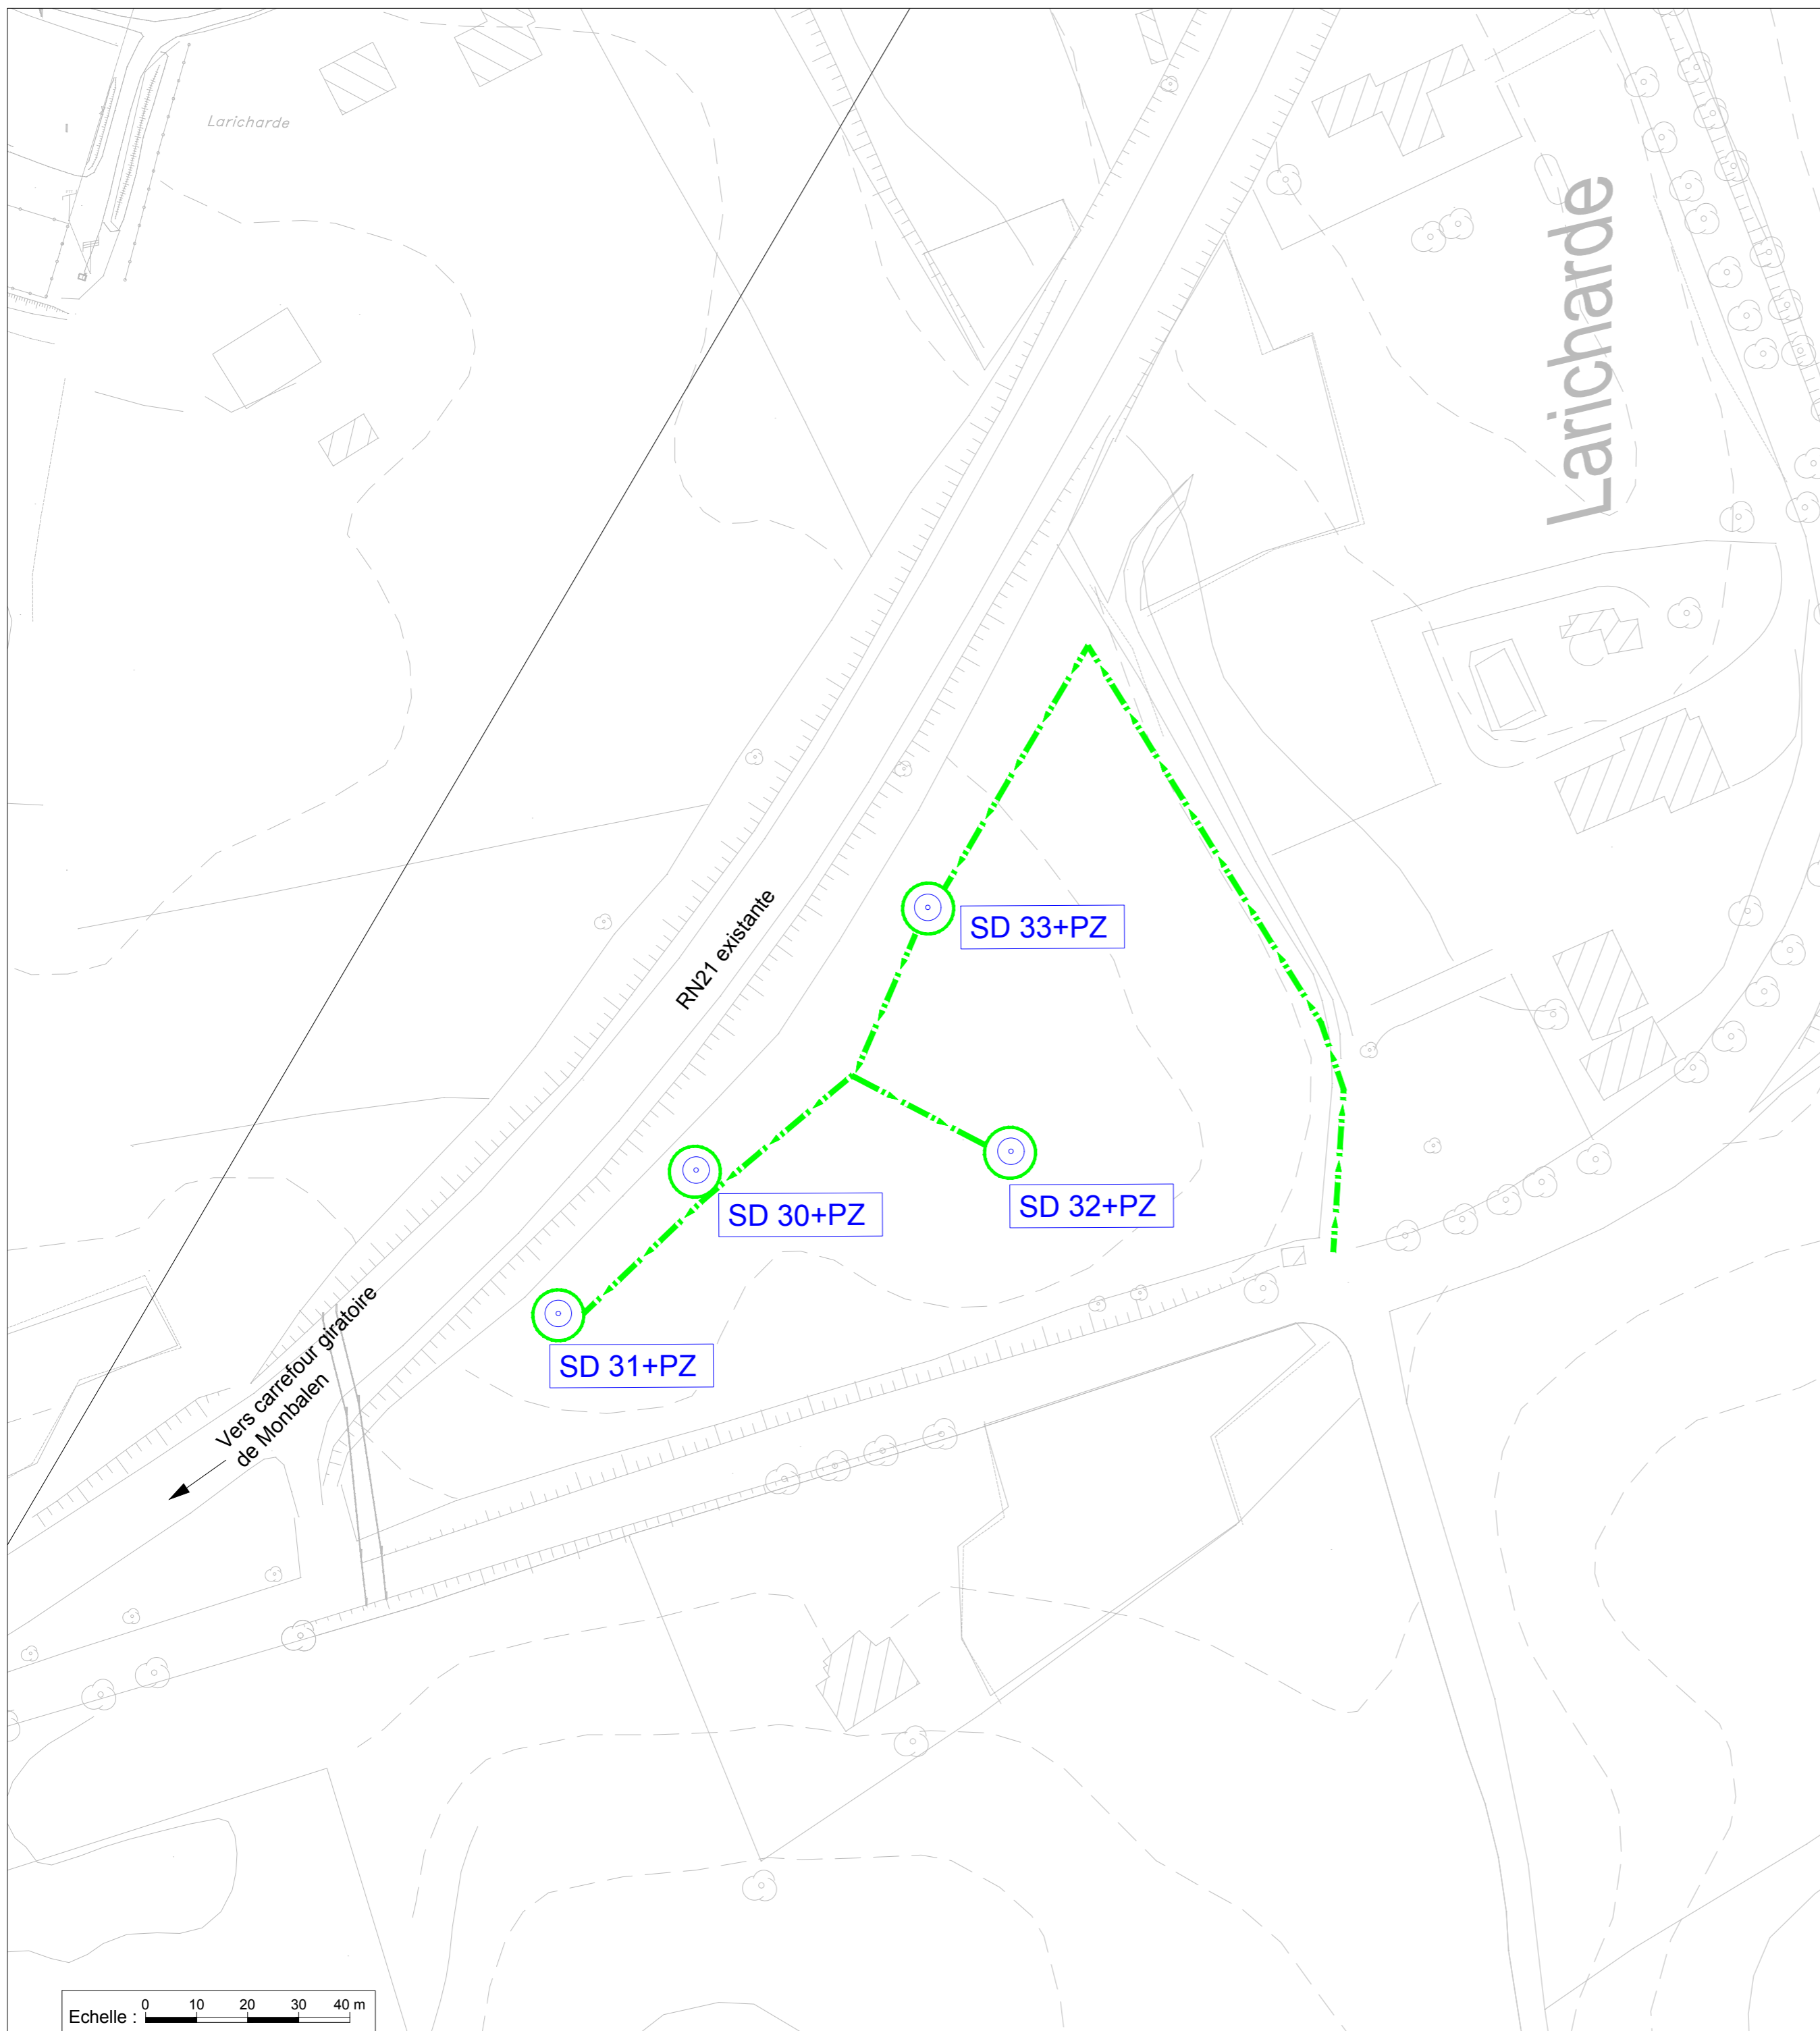 Laricharde
Laricharde
RN21 existante
SD 33+PZ
SD 30+PZ
SD 32+PZ
SD 31+PZ
Vers carrefour giratoire
de Monbalen
Echelle : 0 10 20 30 40 m